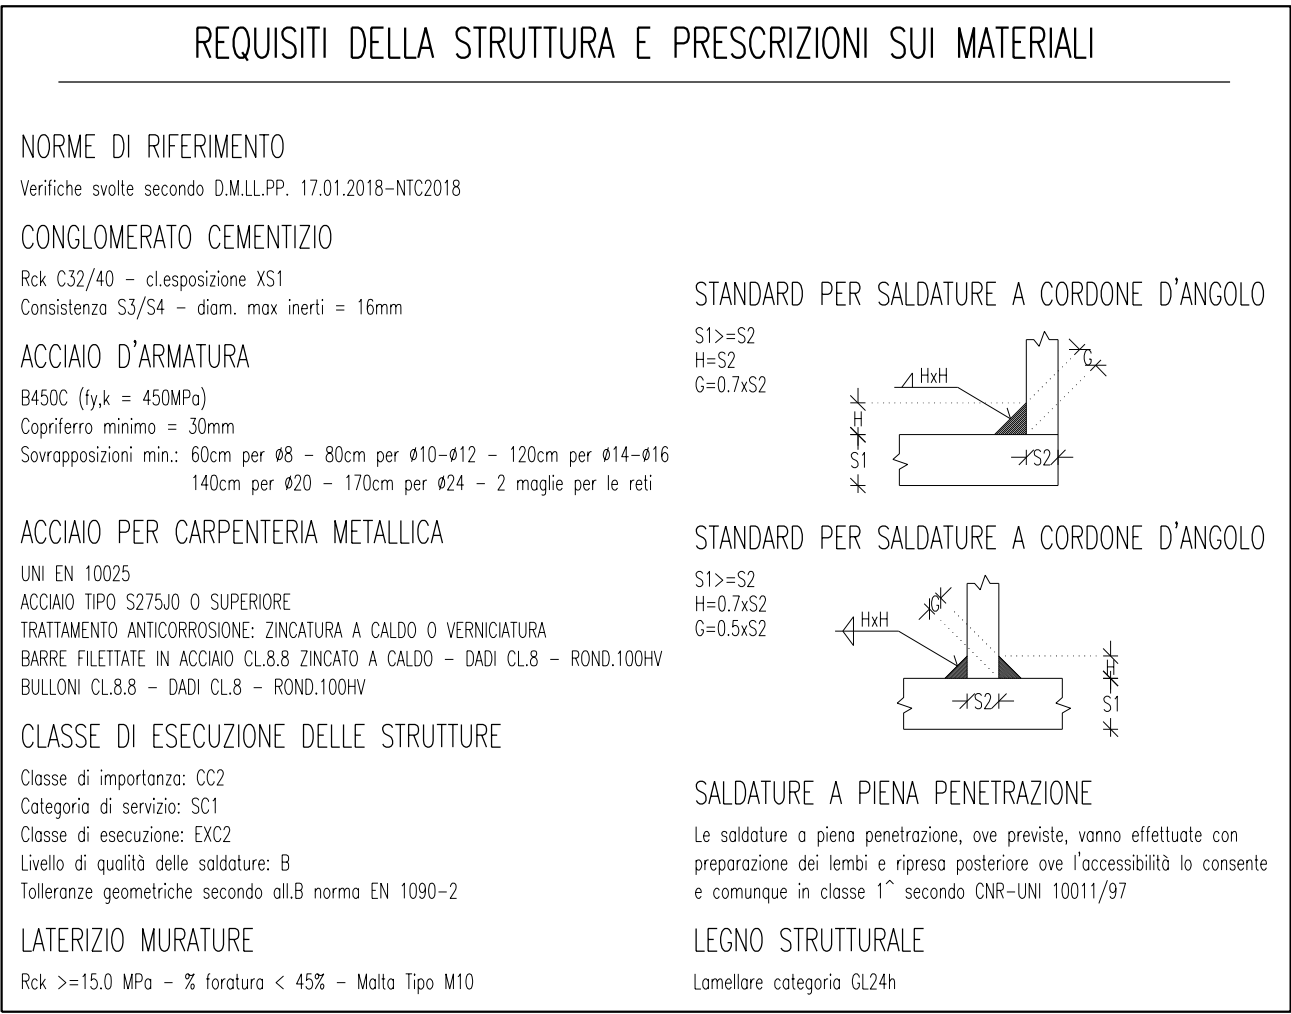 REQUISITI DELLA STRUTTURA E PRESCRIZIONI SUI MATERIALI
NORME DI RIFERIMENTO
Verifiche svolte secondo D.M.LL.PP. 17.01.2018-NTC2018
CONGLOMERATO CEMENTIZIO
Rck C32/40 - cl.esposizione XS1
Consistenza S3/S4 - diam. max inerti = 16mm
ACCIAIO D'ARMATURA
B450C (fy,k = 450MPa)
Copriferro minimo = 30mm
Sovrapposizioni min.: 60cm per ø8 - 80cm per ø10-ø12 - 120cm per ø14-ø16
140cm per ø20 - 170cm per ø24 - 2 maglie per le reti
ACCIAIO PER CARPENTERIA METALLICA
UNI EN 10025
ACCIAIO TIPO S275J0 O SUPERIORE
TRATTAMENTO ANTICORROSIONE: ZINCATURA A CALDO O VERNICIATURA
BARRE FILETTATE IN ACCIAIO CL.8.8 ZINCATO A CALDO - DADI CL.8 - ROND.100HV
BULLONI CL.8.8 - DADI CL.8 - ROND.100HV
CLASSE DI ESECUZIONE DELLE STRUTTURE
Classe di importanza: CC2
Categoria di servizio: SC1
Classe di esecuzione: EXC2
Livello di qualità delle saldature: B
Tolleranze geometriche secondo all.B norma EN 1090-2
LATERIZIO MURATURE
Rck >=15.0 MPa - % foratura < 45% - Malta Tipo M10
STANDARD PER SALDATURE A CORDONE D'ANGOLO
S1>=S2
H=S2
G=0.7xS2
HxH
G
H
S1
S2
STANDARD PER SALDATURE A CORDONE D'ANGOLO
S1>=S2
H=0.7xS2
G=0.5xS2
HxH
G
H
S1
S2
SALDATURE A PIENA PENETRAZIONE
Le saldature a piena penetrazione, ove previste, vanno effettuate con
preparazione dei lembi e ripresa posteriore ove l'accessibilità lo consente
e comunque in classe 1^ secondo CNR-UNI 10011/97
LEGNO STRUTTURALE
Lamellare categoria GL24h